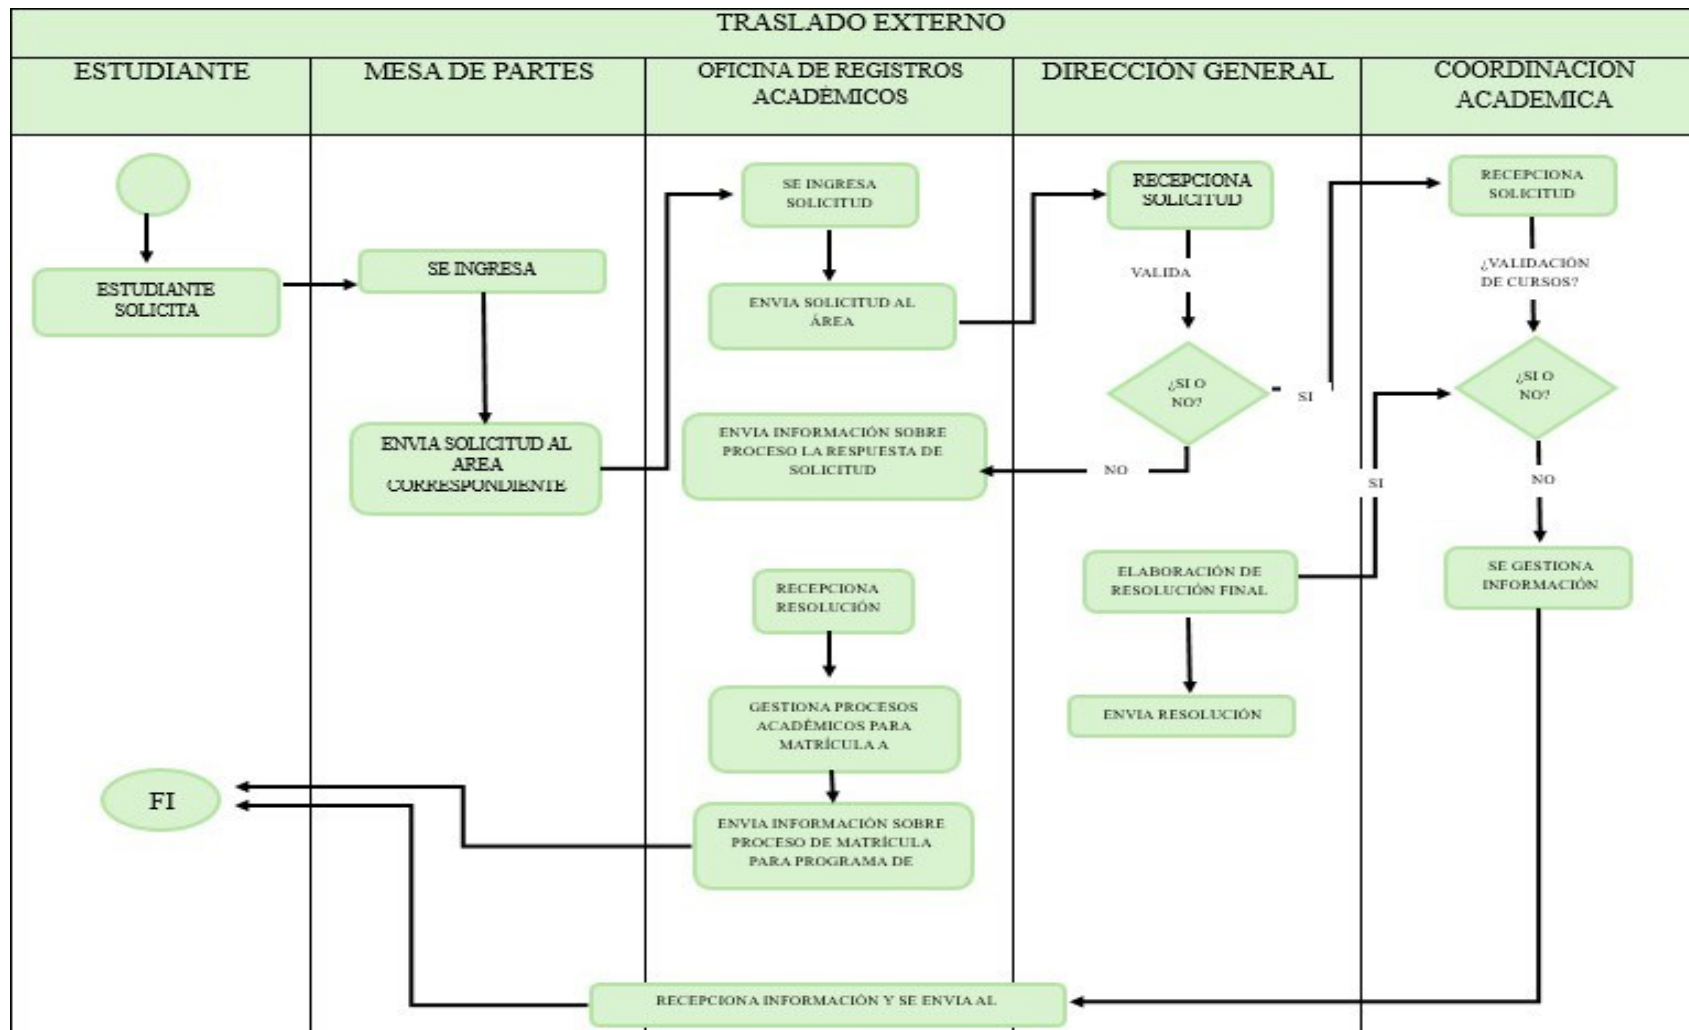 TRASLADO EXTERNO
ESTUDIANTE
MESA DE PARTES
OFICINA DE REGISTROS
ACADÉMICOS
DIRECCIÓN GENERAL
COORDINACION
ACADEMICA
ESTUDIANTE
SOLICITA
SE INGRESA
ENVIA SOLICITUD AL
AREA
CORRESPONDIENTE
SE INGRESA
SOLICITUD
ENVIA SOLICITUD AL
ÁREA
ENVIA INFORMACIÓN SOBRE
PROCESO LA RESPUESTA DE
SOLICITUD
RECEPCIONA
RESOLUCIÓN
GESTIONA PROCESOS
ACADÉMICOS PARA
MATRÍCULA A
ENVIA INFORMACIÓN SOBRE
PROCESO DE MATRÍCULA
PARA PROGRAMA DE
RECEPCIONA
SOLICITUD
VALIDA
¿SI O
NO?
SI
NO
ELABORACIÓN DE
RESOLUCIÓN FINAL
ENVIA RESOLUCIÓN
RECEPCIONA
SOLICITUD
¿VALIDACIÓN
DE CURSOS?
¿SI O
NO?
SI
NO
SE GESTIONA
INFORMACIÓN
FI
RECEPCIONA INFORMACIÓN Y SE ENVIA AL